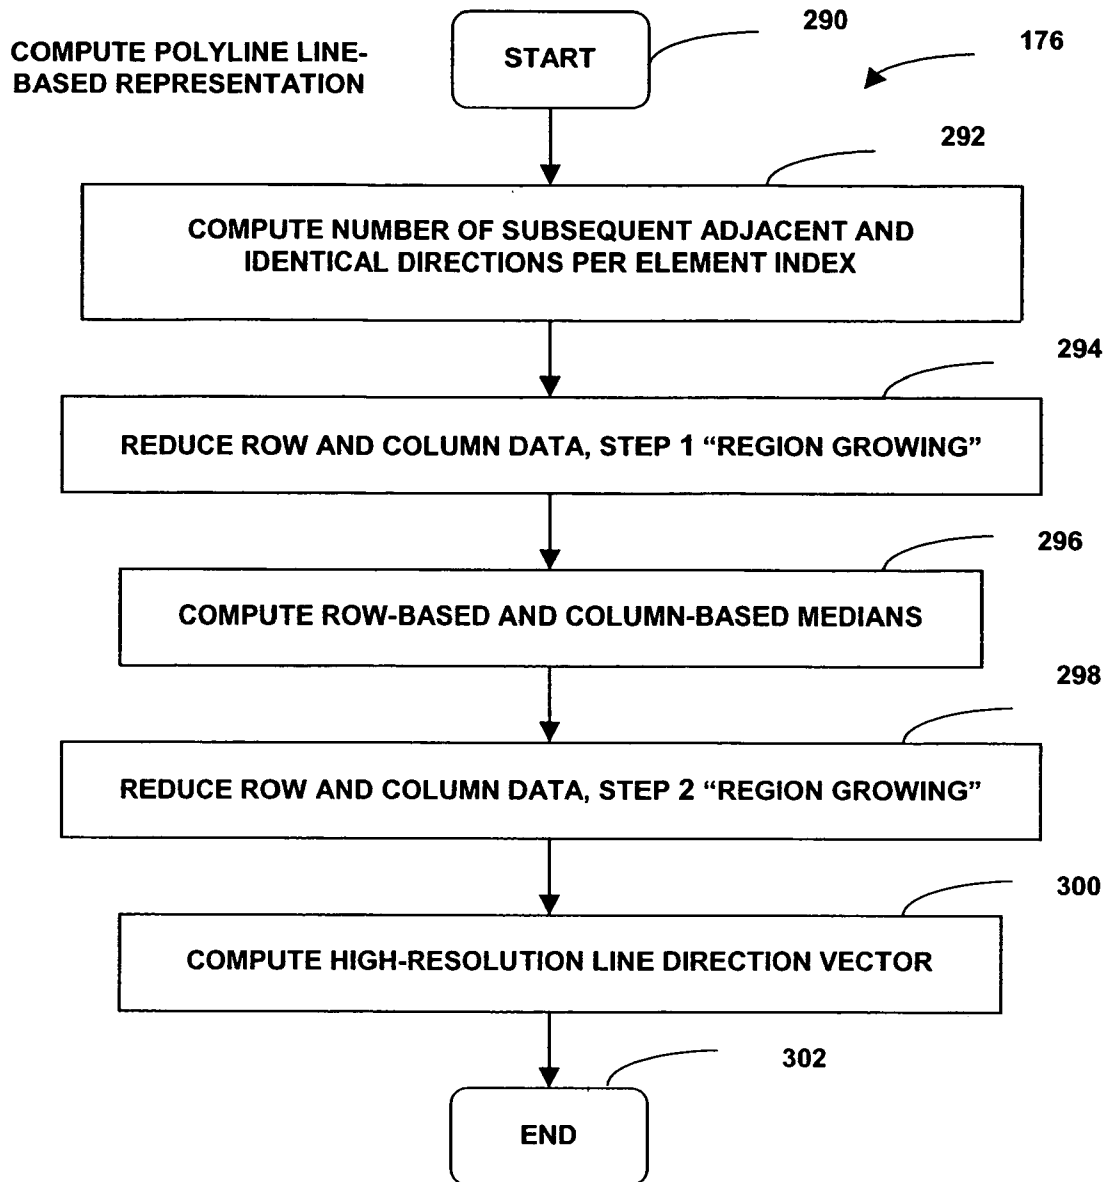 290
176
COMPUTE POLYLINE LINE-
BASED REPRESENTATION
START
292
COMPUTE NUMBER OF SUBSEQUENT ADJACENT AND
IDENTICAL DIRECTIONS PER ELEMENT INDEX
294
REDUCE ROW AND COLUMN DATA, STEP 1 “REGION GROWING”
296
COMPUTE ROW-BASED AND COLUMN-BASED MEDIANS
298
REDUCE ROW AND COLUMN DATA, STEP 2 “REGION GROWING”
300
COMPUTE HIGH-RESOLUTION LINE DIRECTION VECTOR
302
END